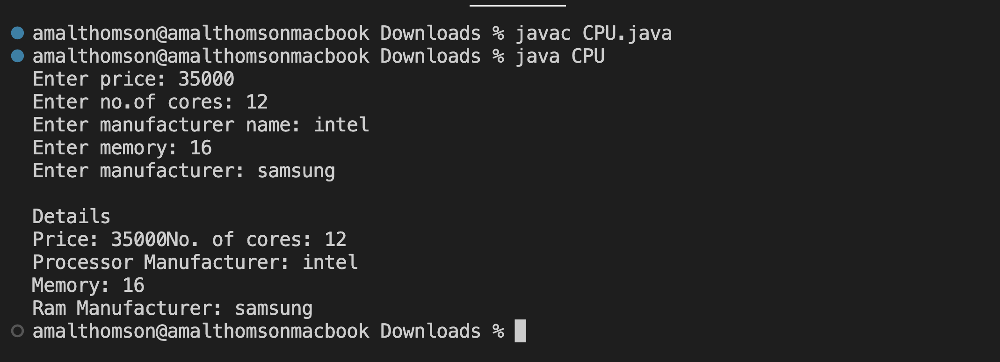 amalthomson@amalthomsonmacbook Downloads % javac CPU.java
amalthomson@amalthomsonmacbook Downloads % java CPU
Enter price: 35000
Enter no.of cores: 12
Enter manufacturer name: intel
Enter memory: 16
Enter manufacturer: samsung
Details
Price: 35000No. of cores: 12
Processor Manufacturer: intel
Memory: 16
Ram Manufacturer: samsung
amalthomson@amalthomsonmacbook Downloads %